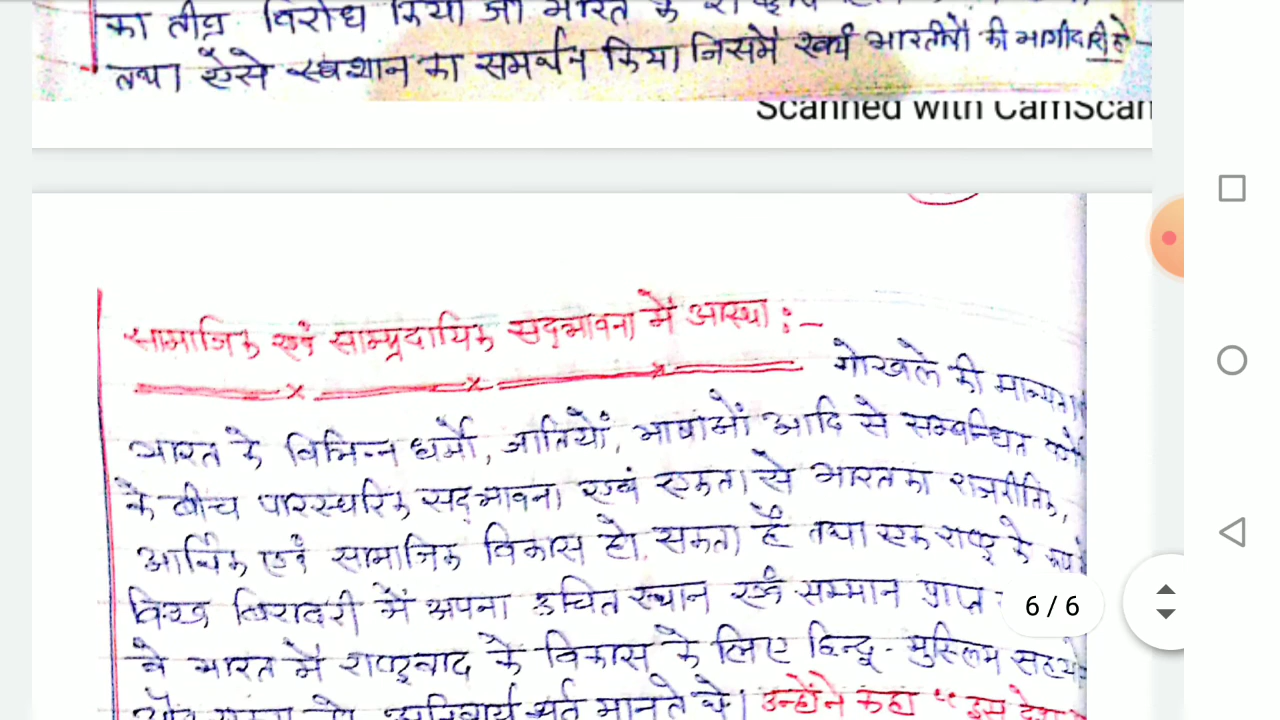 का तीव्र विरोध किया जो भारत के
तथा ऐसे स्वशासन का समर्थन किया जिसमें स्वयं भारतीयों की भागीदारी हो
Scanned with CamScan
सामाजिक एवं साम्प्रदायिक सद्भावना में आस्था :-
गोखले की मान्यता
भारत के विभिन्न धर्मों, जातियों, भाषाओं आदि से सम्बन्धित
के बीच पारस्परिक सद्भावना एवं एकता से भारत का राजनीतिक,
आर्थिक एवं सामाजिक विकास हो सकता है तथा एक राष्ट्र के रूप में
विश्व बिरादरी में अपना उचित स्थान एवं सम्मान प्राप्त
6 / 6
वे भारत में राष्ट्रवाद के विकास के लिए हिन्दू - मुस्लिम
अनिवार्य शर्त मानते थे। उन्होंने कहा " इस देश